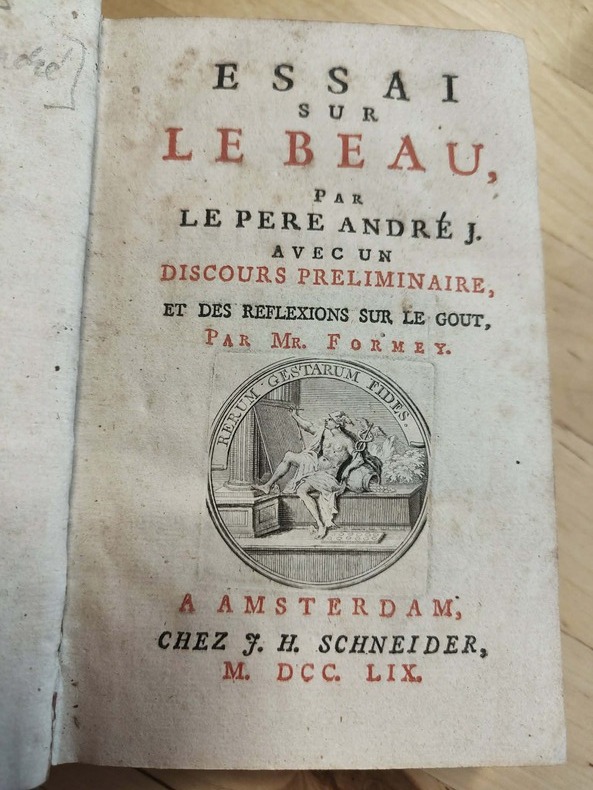 ESSAI
SUR
LE BEAU,
PAR
LE PERE ANDRÉ J.
AVEC UN
DISCOURS PRELIMINAIRE,
ET DES REFLEXIONS SUR LE GOUT,
PAR MR. FORMEY.
RERUM GESTARUM FIDES.
A AMSTERDAM,
CHEZ J. H. SCHNEIDER,
M. DCC. LIX.